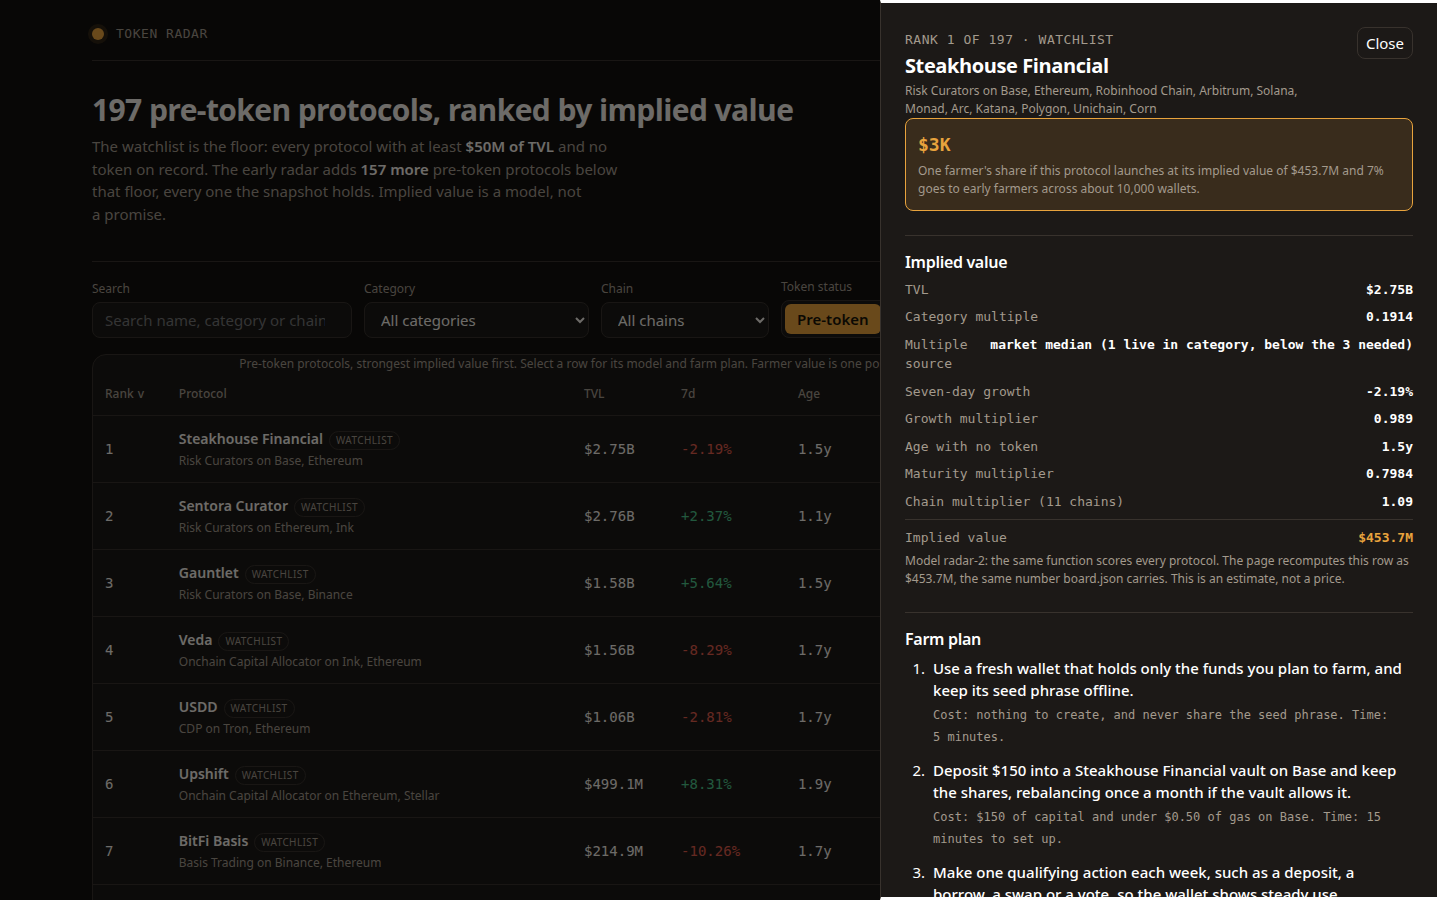 TOKEN RADAR
197 pre-token protocols, ranked by implied value
The watchlist is the floor: every protocol with at least $50M of TVL and no
token on record. The early radar adds 157 more pre-token protocols below
that floor, every one the snapshot holds. Implied value is a model, not
a promise.
Search
Category
Chain
Token status
Search name, category or chain
All categories
All chains
Pre-token
Pre-token protocols, strongest implied value first. Select a row for its model and farm plan. Farmer value is one po
Rank v Protocol TVL 7d Age
1 Steakhouse Financial WATCHLIST $2.75B -2.19% 1.5y
Risk Curators on Base, Ethereum
2 Sentora Curator WATCHLIST $2.76B +2.37% 1.1y
Risk Curators on Ethereum, Ink
3 Gauntlet WATCHLIST $1.58B +5.64% 1.5y
Risk Curators on Base, Binance
4 Veda WATCHLIST $1.56B -8.29% 1.7y
Onchain Capital Allocator on Ink, Ethereum
5 USDD WATCHLIST $1.06B -2.81% 1.7y
CDP on Tron, Ethereum
6 Upshift WATCHLIST $499.1M +8.31% 1.9y
Onchain Capital Allocator on Ethereum, Stellar
7 BitFi Basis WATCHLIST $214.9M -10.26% 1.7y
Basis Trading on Binance, Ethereum
RANK 1 OF 197 · WATCHLIST
Close
Steakhouse Financial
Risk Curators on Base, Ethereum, Robinhood Chain, Arbitrum, Solana,
Monad, Arc, Katana, Polygon, Unichain, Corn
$3K
One farmer's share if this protocol launches at its implied value of $453.7M and 7%
goes to early farmers across about 10,000 wallets.
Implied value
TVL $2.75B
Category multiple 0.1914
Multiple source market median (1 live in category, below the 3 needed)
Seven-day growth -2.19%
Growth multiplier 0.989
Age with no token 1.5y
Maturity multiplier 0.7984
Chain multiplier (11 chains) 1.09
Implied value $453.7M
Model radar-2: the same function scores every protocol. The page recomputes this row as
$453.7M, the same number board.json carries. This is an estimate, not a price.
Farm plan
1. Use a fresh wallet that holds only the funds you plan to farm, and
keep its seed phrase offline.
Cost: nothing to create, and never share the seed phrase. Time:
5 minutes.
2. Deposit $150 into a Steakhouse Financial vault on Base and keep
the shares, rebalancing once a month if the vault allows it.
Cost: $150 of capital and under $0.50 of gas on Base. Time: 15
minutes to set up.
3. Make one qualifying action each week, such as a deposit, a
borrow, a swap or a vote, so the wallet shows steady use.